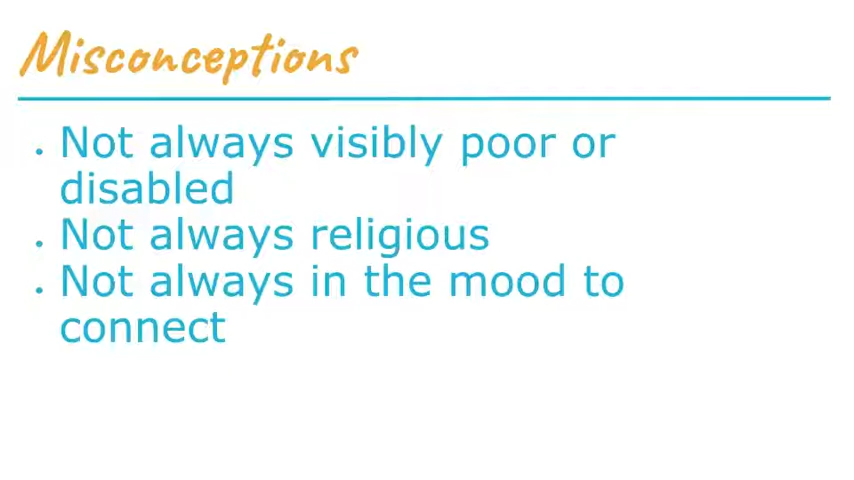 Misconceptions
• Not always visibly poor or
disabled
• Not always religious
• Not always in the mood to
connect